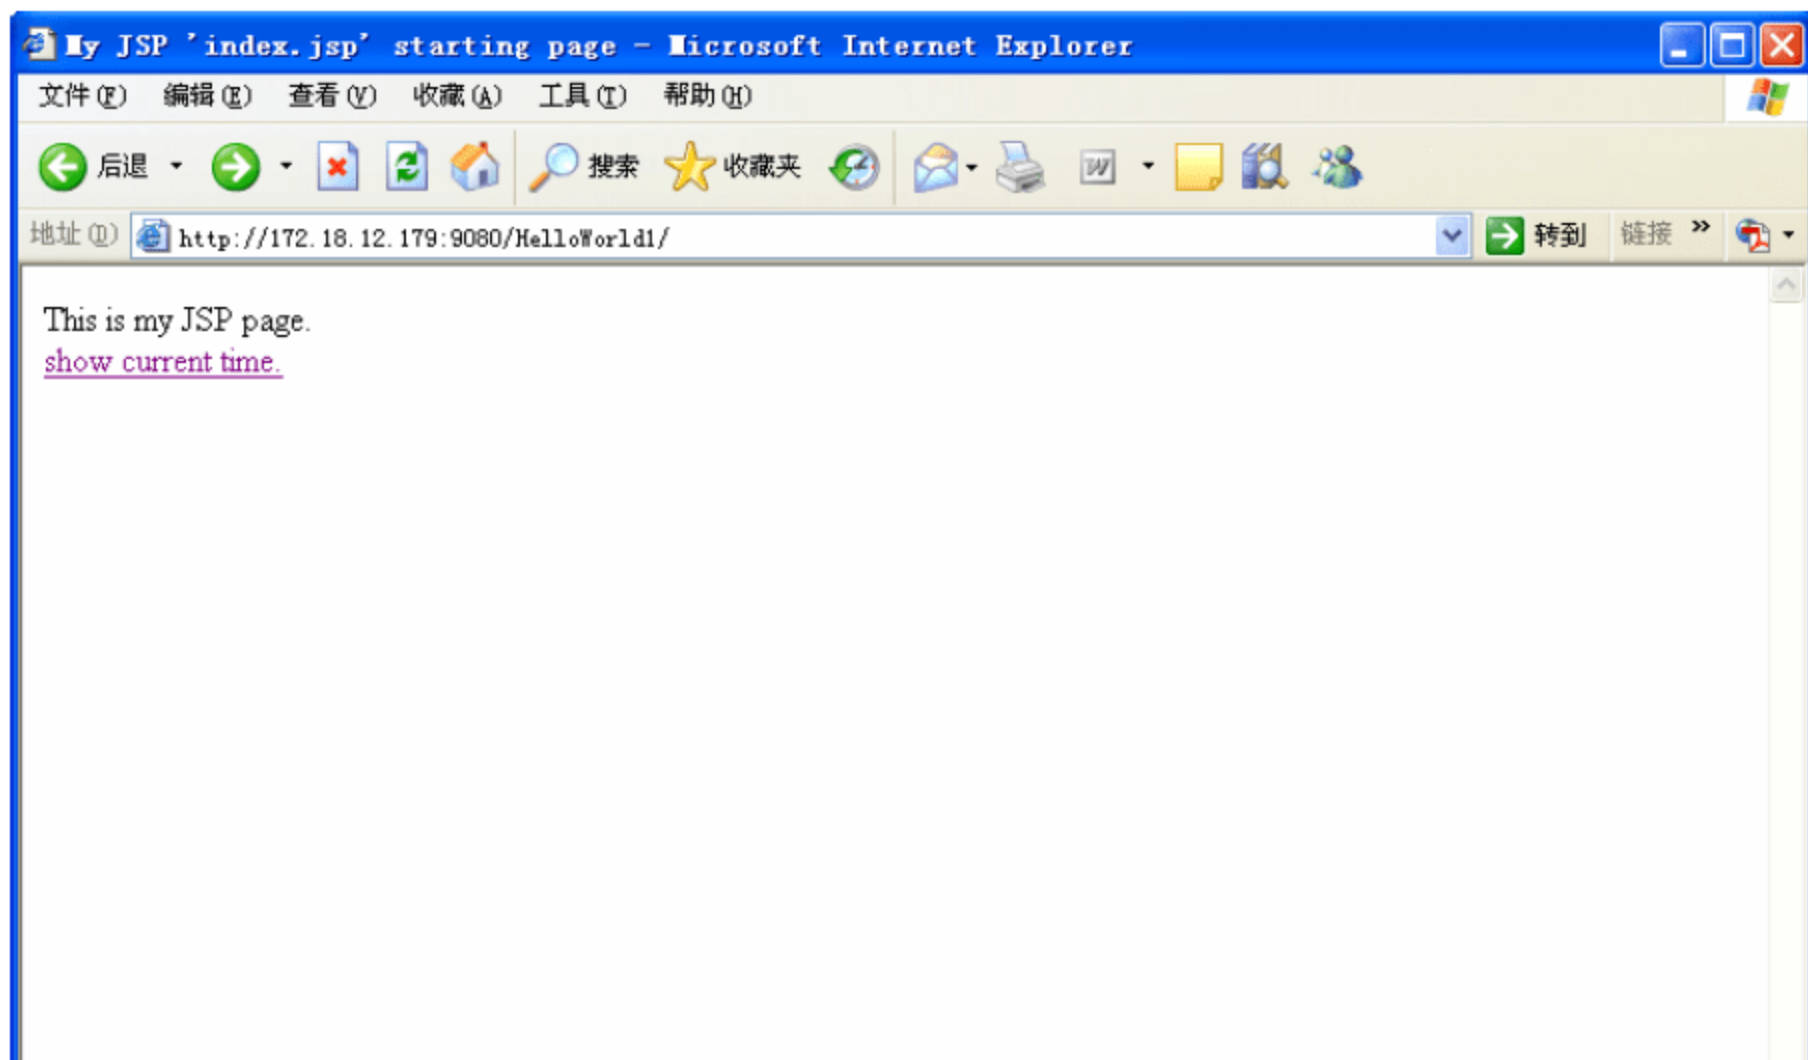 My JSP 'index.jsp' starting page - Microsoft Internet Explorer
文件(F) 编辑(E) 查看(V) 收藏(A) 工具(T) 帮助(H)
后退 搜索 收藏夹 W
地址(D) http://172.18.12.179:9080/HelloWorld1/ 转到 链接 »
This is my JSP page.
show current time.